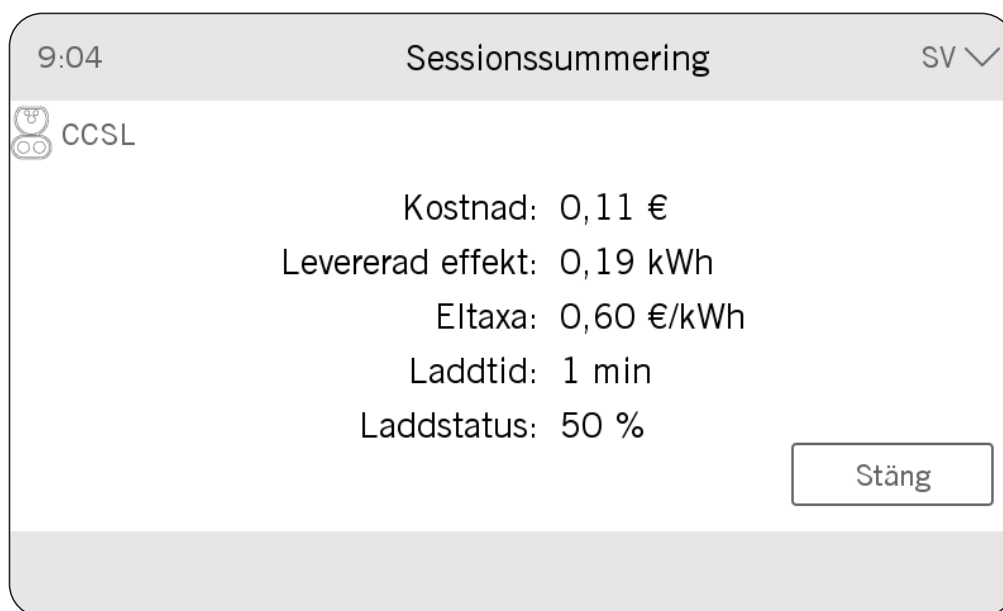 9:04 Sessionssummering SV
CCSL
Kostnad: 0,11 €
Levererad effekt: 0,19 kWh
Eltaxa: 0,60 €/kWh
Laddtid: 1 min
Laddstatus: 50 %
Stäng